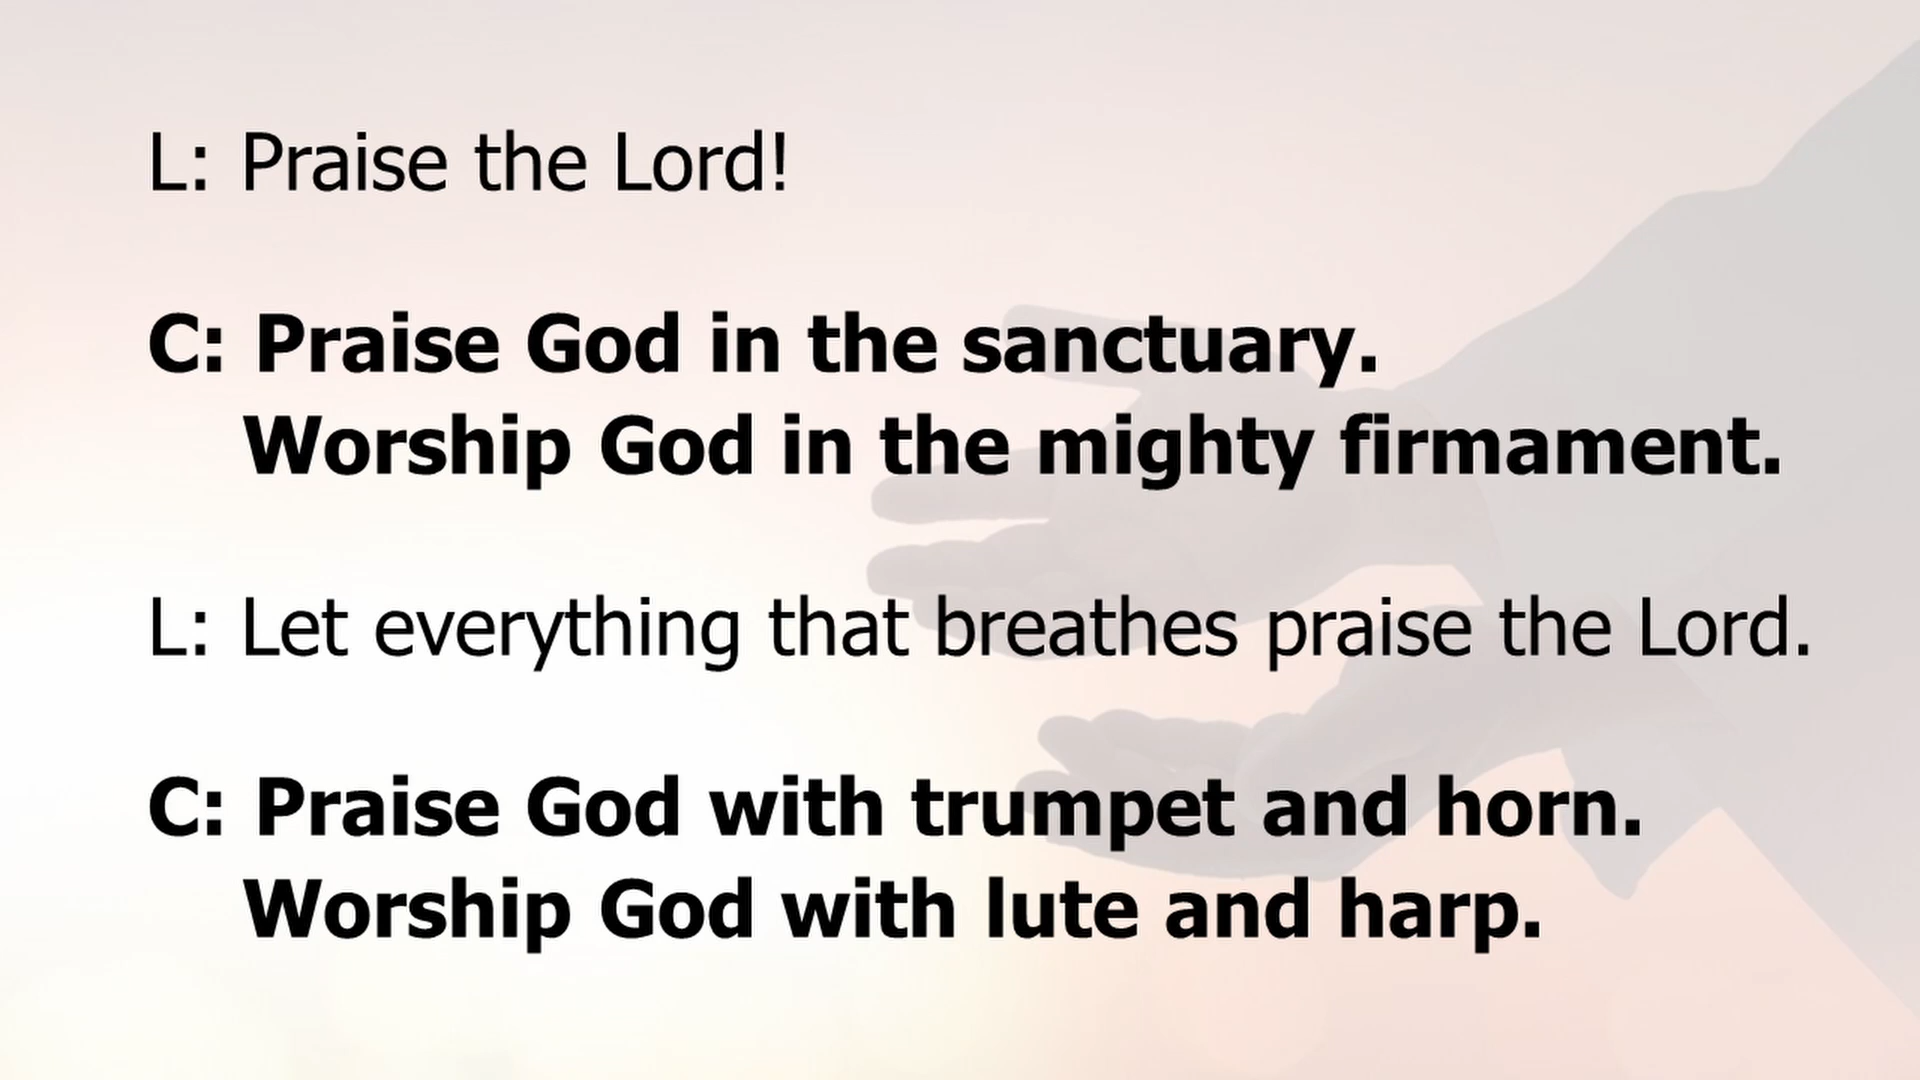 L: Praise the Lord!
C: Praise God in the sanctuary.
Worship God in the mighty firmament.
L: Let everything that breathes praise the Lord.
C: Praise God with trumpet and horn.
Worship God with lute and harp.